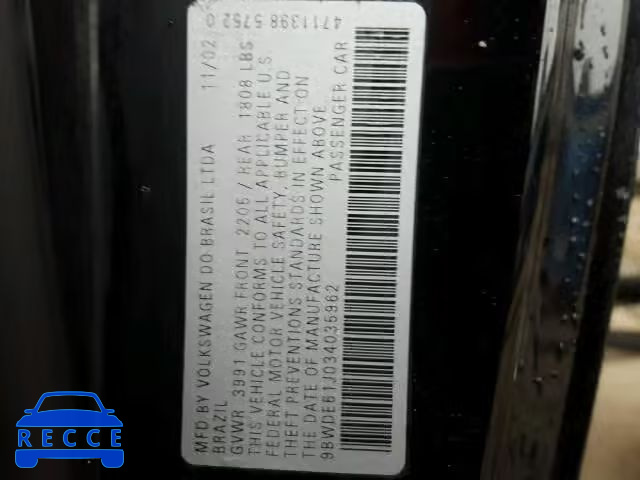 MFD BY VOLKSWAGEN DO BRASIL LTDA 11/02 4711398 5752 0
BRAZIL
GVWR 3991 GAWR FRONT 2205 / REAR 1808 LBS
THIS VEHICLE CONFORMS TO ALL APPLICABLE U.S
FEDERAL MOTOR VEHICLE SAFETY, BUMPER AND
THEFT PREVENTIONS STANDARDS IN EFFECT ON
THE DATE OF MANUFACTURE SHOWN ABOVE
9BWDE61J034035962 PASSENGER CAR
RECCE